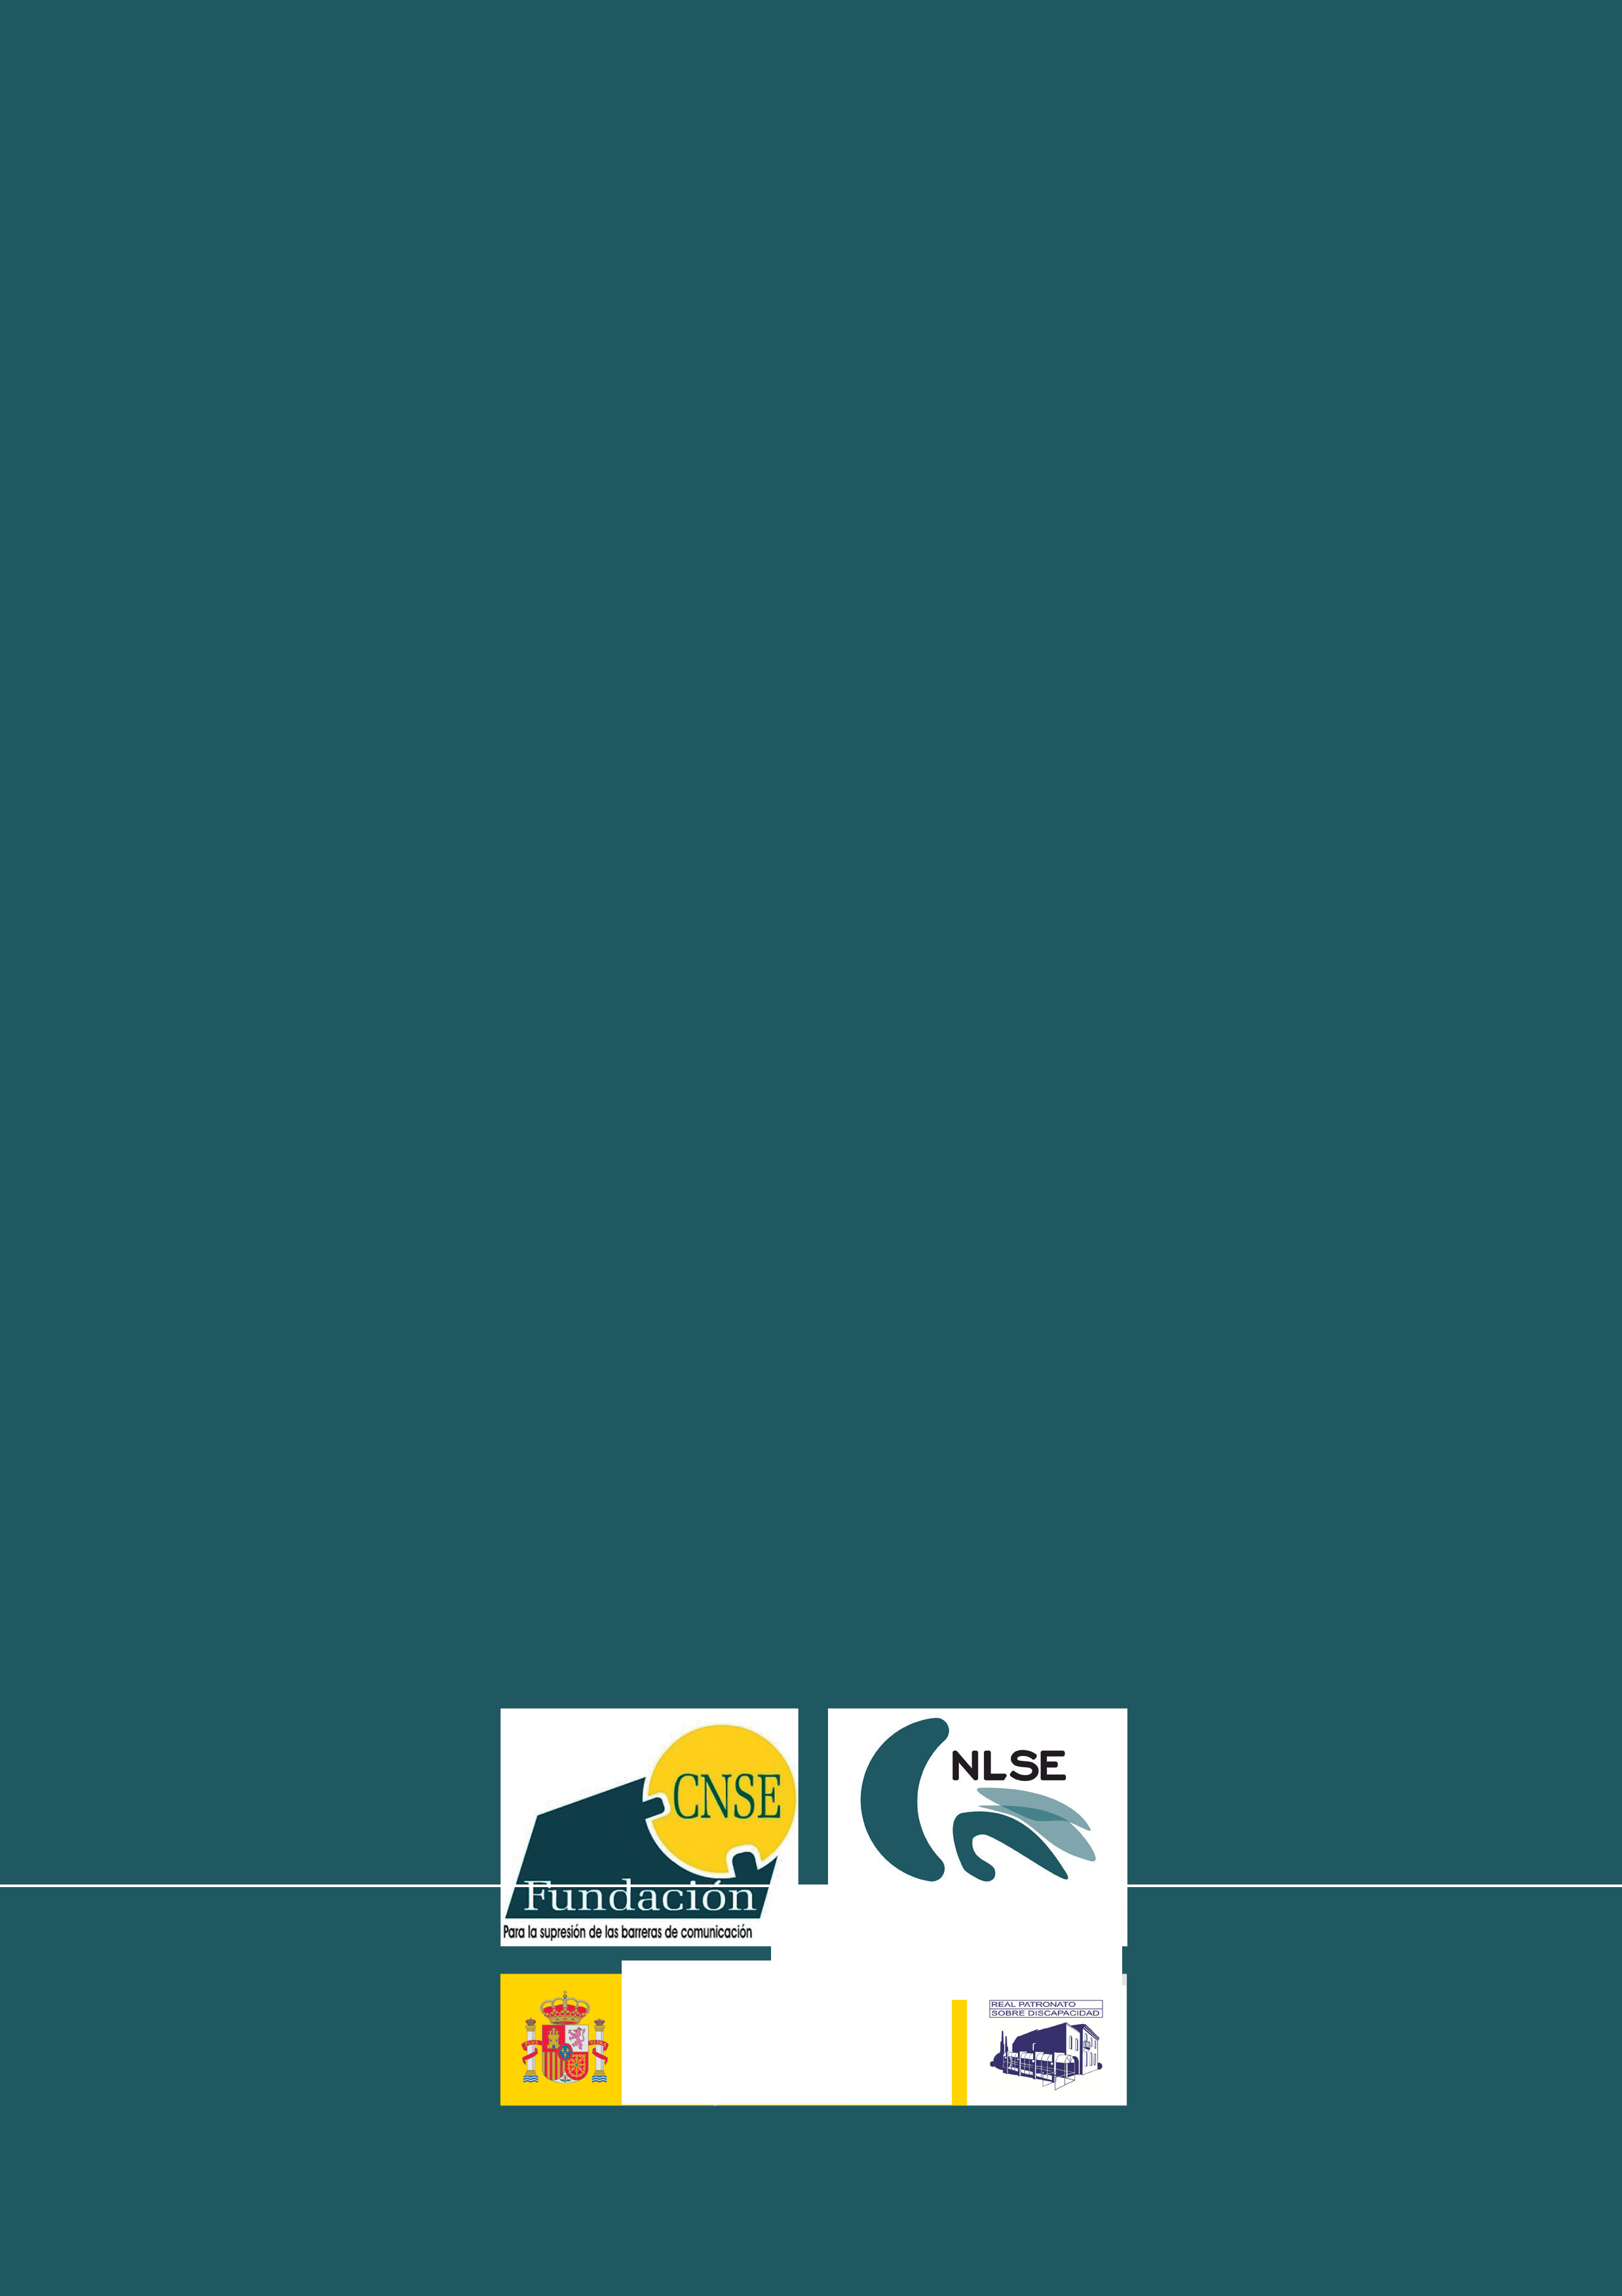 CNSE
Fundación
Para la supresión de las barreras de comunicación
NLSE
REAL PATRONATO
SOBRE DISCAPACIDAD